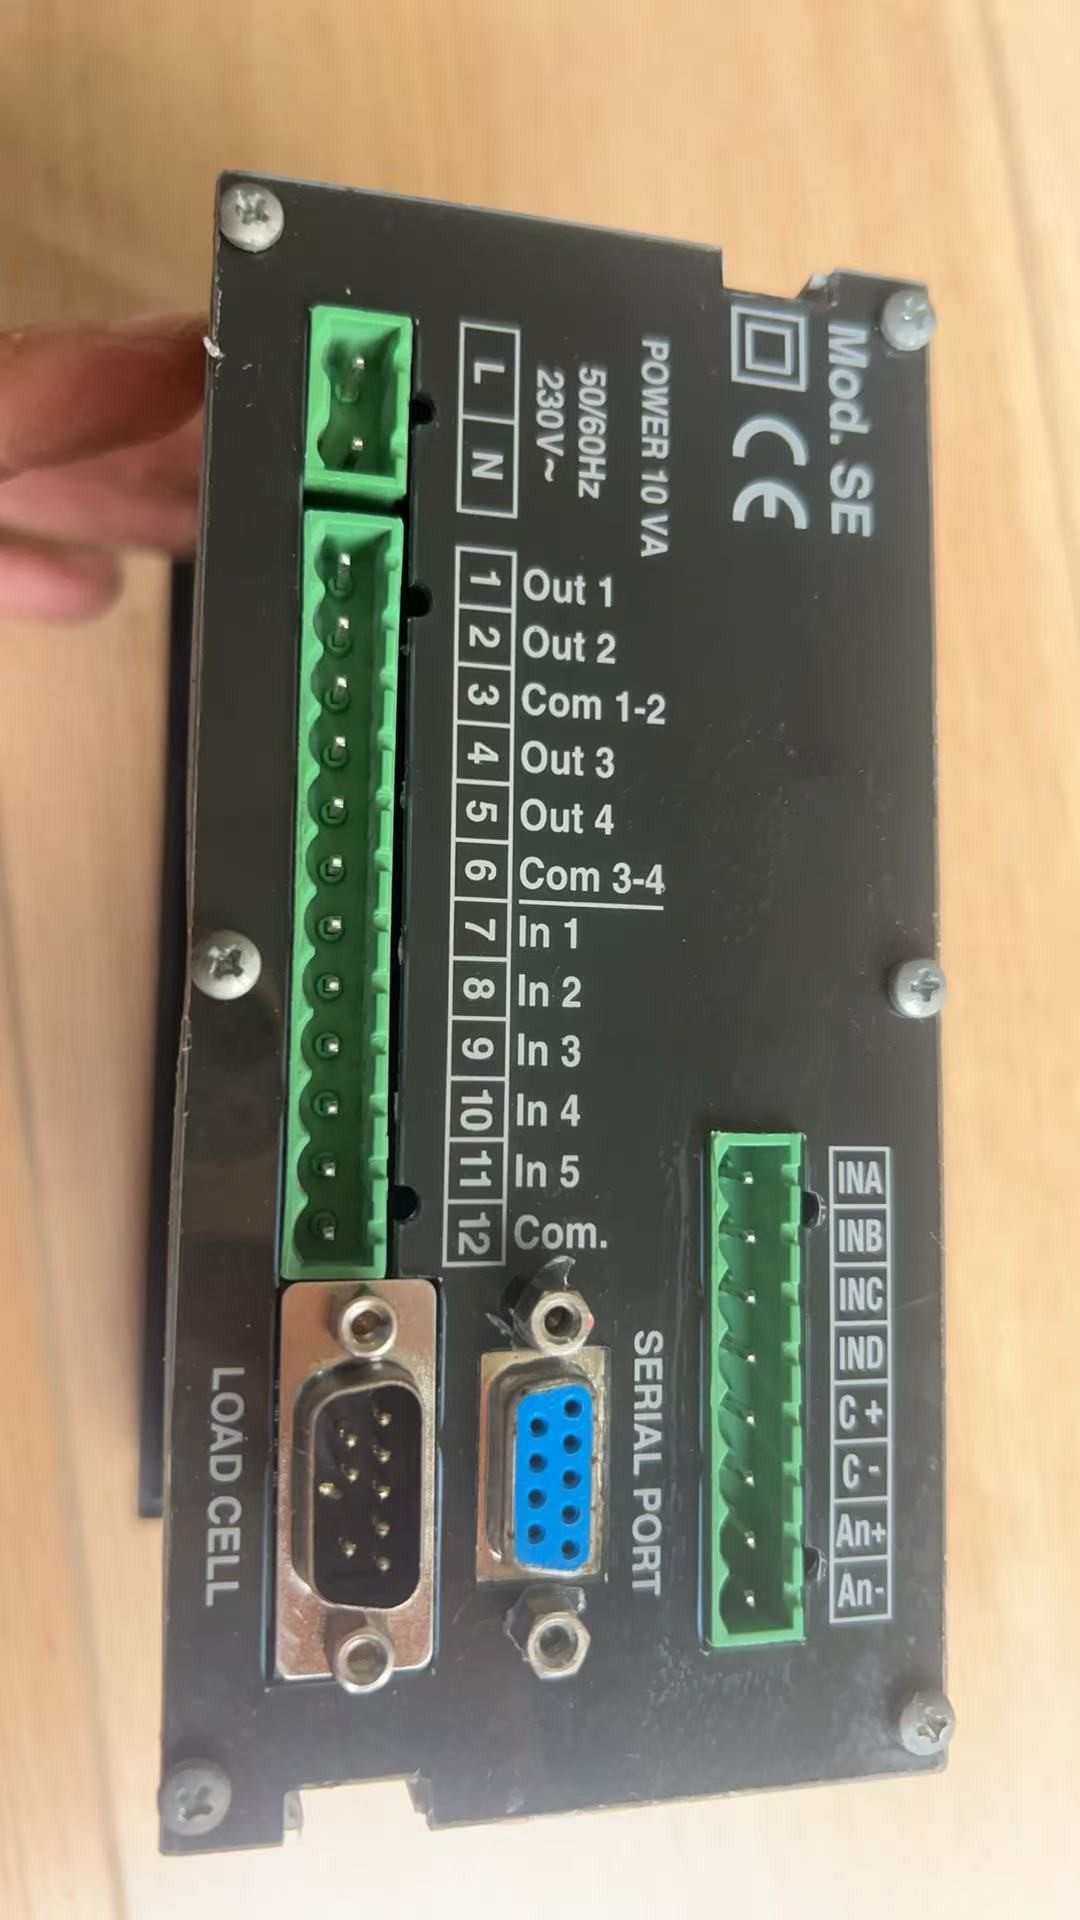 Mod. SE
CE
POWER 10 VA
50/60Hz
230V~
L N
1 Out 1
2 Out 2
3 Com 1-2
4 Out 3
5 Out 4
6 Com 3-4
7 In 1
8 In 2
9 In 3
10 In 4
11 In 5
12 Com.
INA
INB
INC
IND
C +
C -
An+
An-
SERIAL PORT
LOAD CELL